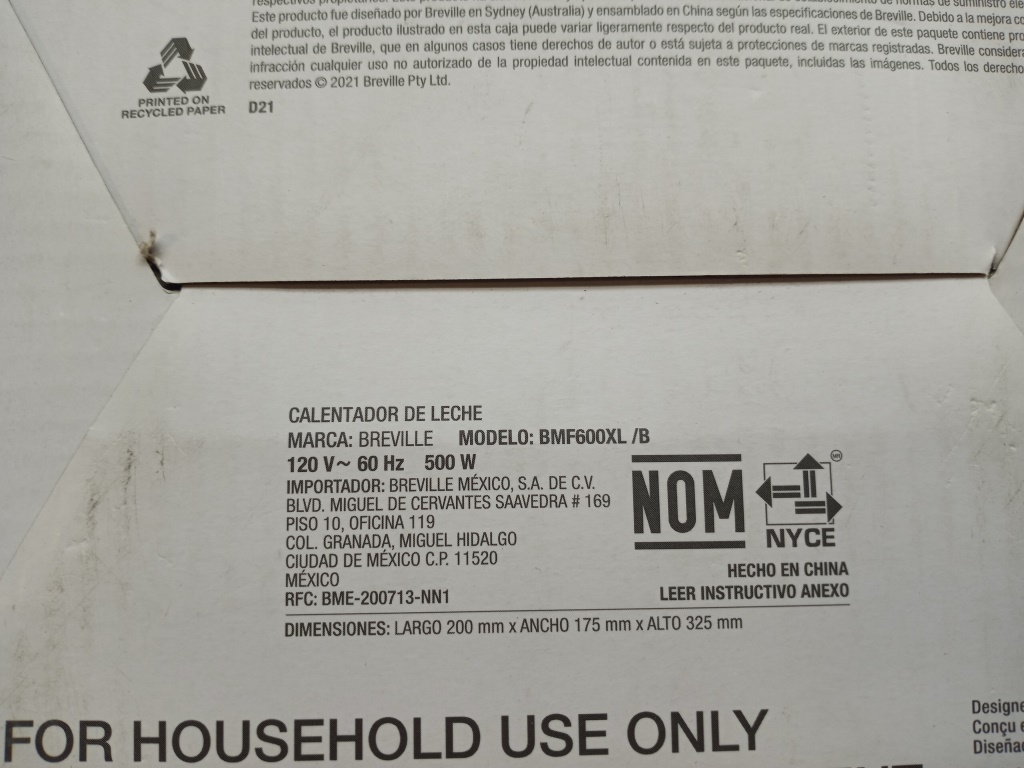 normas de suministro
Este producto fue diseñado por Breville en Sydney (Australia) y ensamblado en China según las especificaciones de Breville. Debido a la mejora
del producto, el producto ilustrado en esta caja puede variar ligeramente respecto del producto real. El exterior de este paquete contiene
intelectual de Breville, que en algunos casos tiene derechos de autor o está sujeta a protecciones de marcas registradas. Breville
infracción cualquier uso no autorizado de la propiedad intelectual contenida en este paquete, incluidas las imágenes. Todos los
reservados © 2021 Breville Pty Ltd.
PRINTED ON
RECYCLED PAPER
D21
CALENTADOR DE LECHE
MARCA: BREVILLE MODELO: BMF600XL /B
120 V~ 60 Hz 500 W
IMPORTADOR: BREVILLE MÉXICO, S.A. DE C.V.
BLVD. MIGUEL DE CERVANTES SAAVEDRA # 169
PISO 10, OFICINA 119
COL. GRANADA, MIGUEL HIDALGO
CIUDAD DE MÉXICO C.P. 11520
MÉXICO
RFC: BME-200713-NN1
NOM
NYCE
HECHO EN CHINA
LEER INSTRUCTIVO ANEXO
DIMENSIONES: LARGO 200 mm x ANCHO 175 mm x ALTO 325 mm
FOR HOUSEHOLD USE ONLY
Designe
Conçu
Diseña